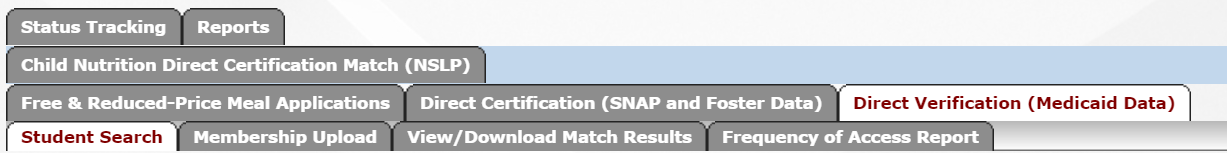 Status Tracking Reports
Child Nutrition Direct Certification Match (NSLP)
Free & Reduced-Price Meal Applications Direct Certification (SNAP and Foster Data) Direct Verification (Medicaid Data)
Student Search Membership Upload View/Download Match Results Frequency of Access Report